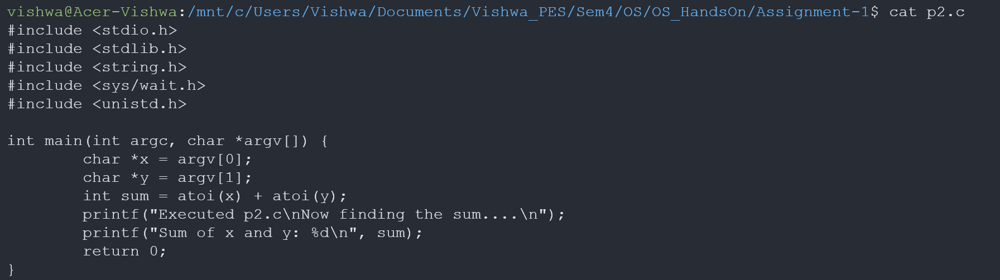 vishwa@Acer-Vishwa:/mnt/c/Users/Vishwa/Documents/Vishwa_PES/Sem4/OS/OS_HandsOn/Assignment-1$ cat p2.c
#include <stdio.h>
#include <stdlib.h>
#include <string.h>
#include <sys/wait.h>
#include <unistd.h>

int main(int argc, char *argv[]) {
        char *x = argv[0];
        char *y = argv[1];
        int sum = atoi(x) + atoi(y);
        printf("Executed p2.c\nNow finding the sum....\n");
        printf("Sum of x and y: %d\n", sum);
        return 0;
}